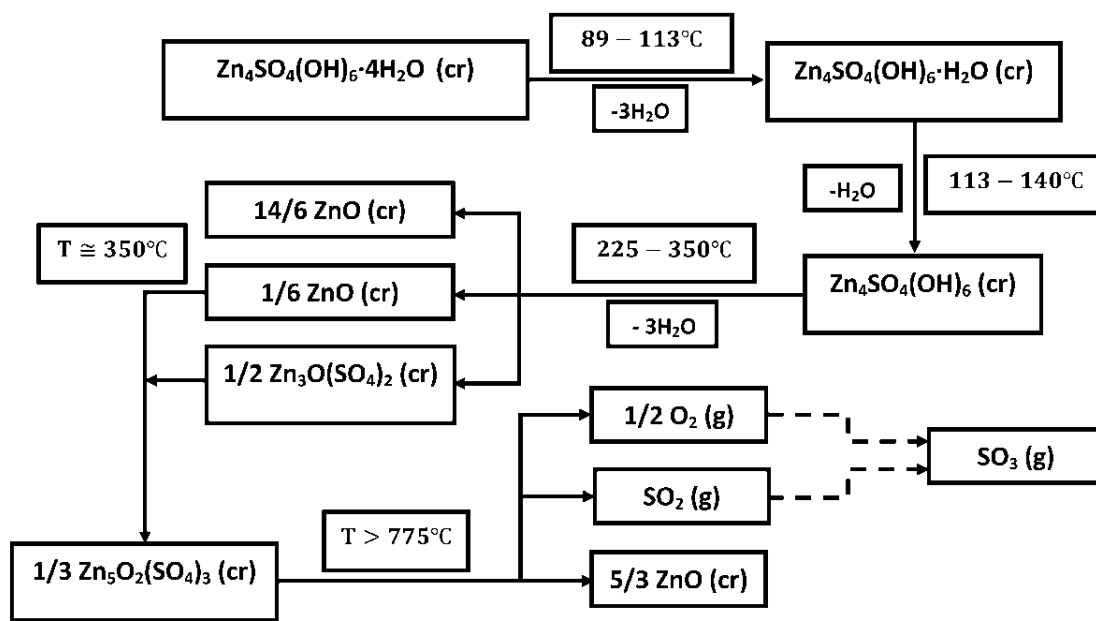 Zn₄SO₄(OH)₆·4H₂O (cr)
89 – 113°C
-3H₂O
Zn₄SO₄(OH)₆·H₂O (cr)
-H₂O
113 – 140°C
Zn₄SO₄(OH)₆ (cr)
225 – 350°C
- 3H₂O
14/6 ZnO (cr)
1/6 ZnO (cr)
1/2 Zn₃O(SO₄)₂ (cr)
T ≅ 350°C
1/3 Zn₅O₂(SO₄)₃ (cr)
T > 775°C
1/2 O₂ (g)
SO₂ (g)
5/3 ZnO (cr)
SO₃ (g)